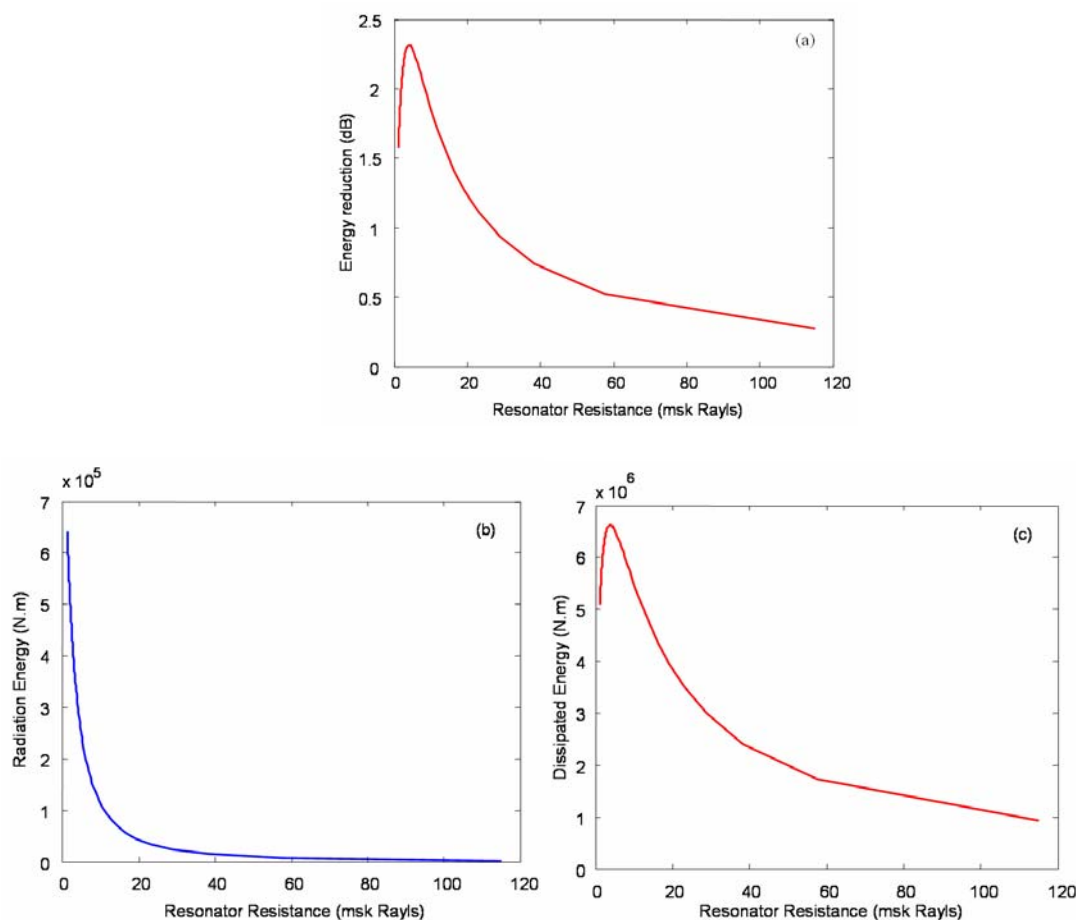 (a)
2.5
2
1.5
1
0.5
0
Energy reduction (dB)
0 20 40 60 80 100 120
Resonator Resistance (msk Rayls)
x 10^5
(b)
7
6
5
4
3
2
1
0
Radiation Energy (N.m)
0 20 40 60 80 100 120
Resonator Resistance (msk Rayls)
x 10^6
(c)
7
6
5
4
3
2
1
0
Dissipated Energy (N.m)
0 20 40 60 80 100 120
Resonator Resistance (msk Rayls)